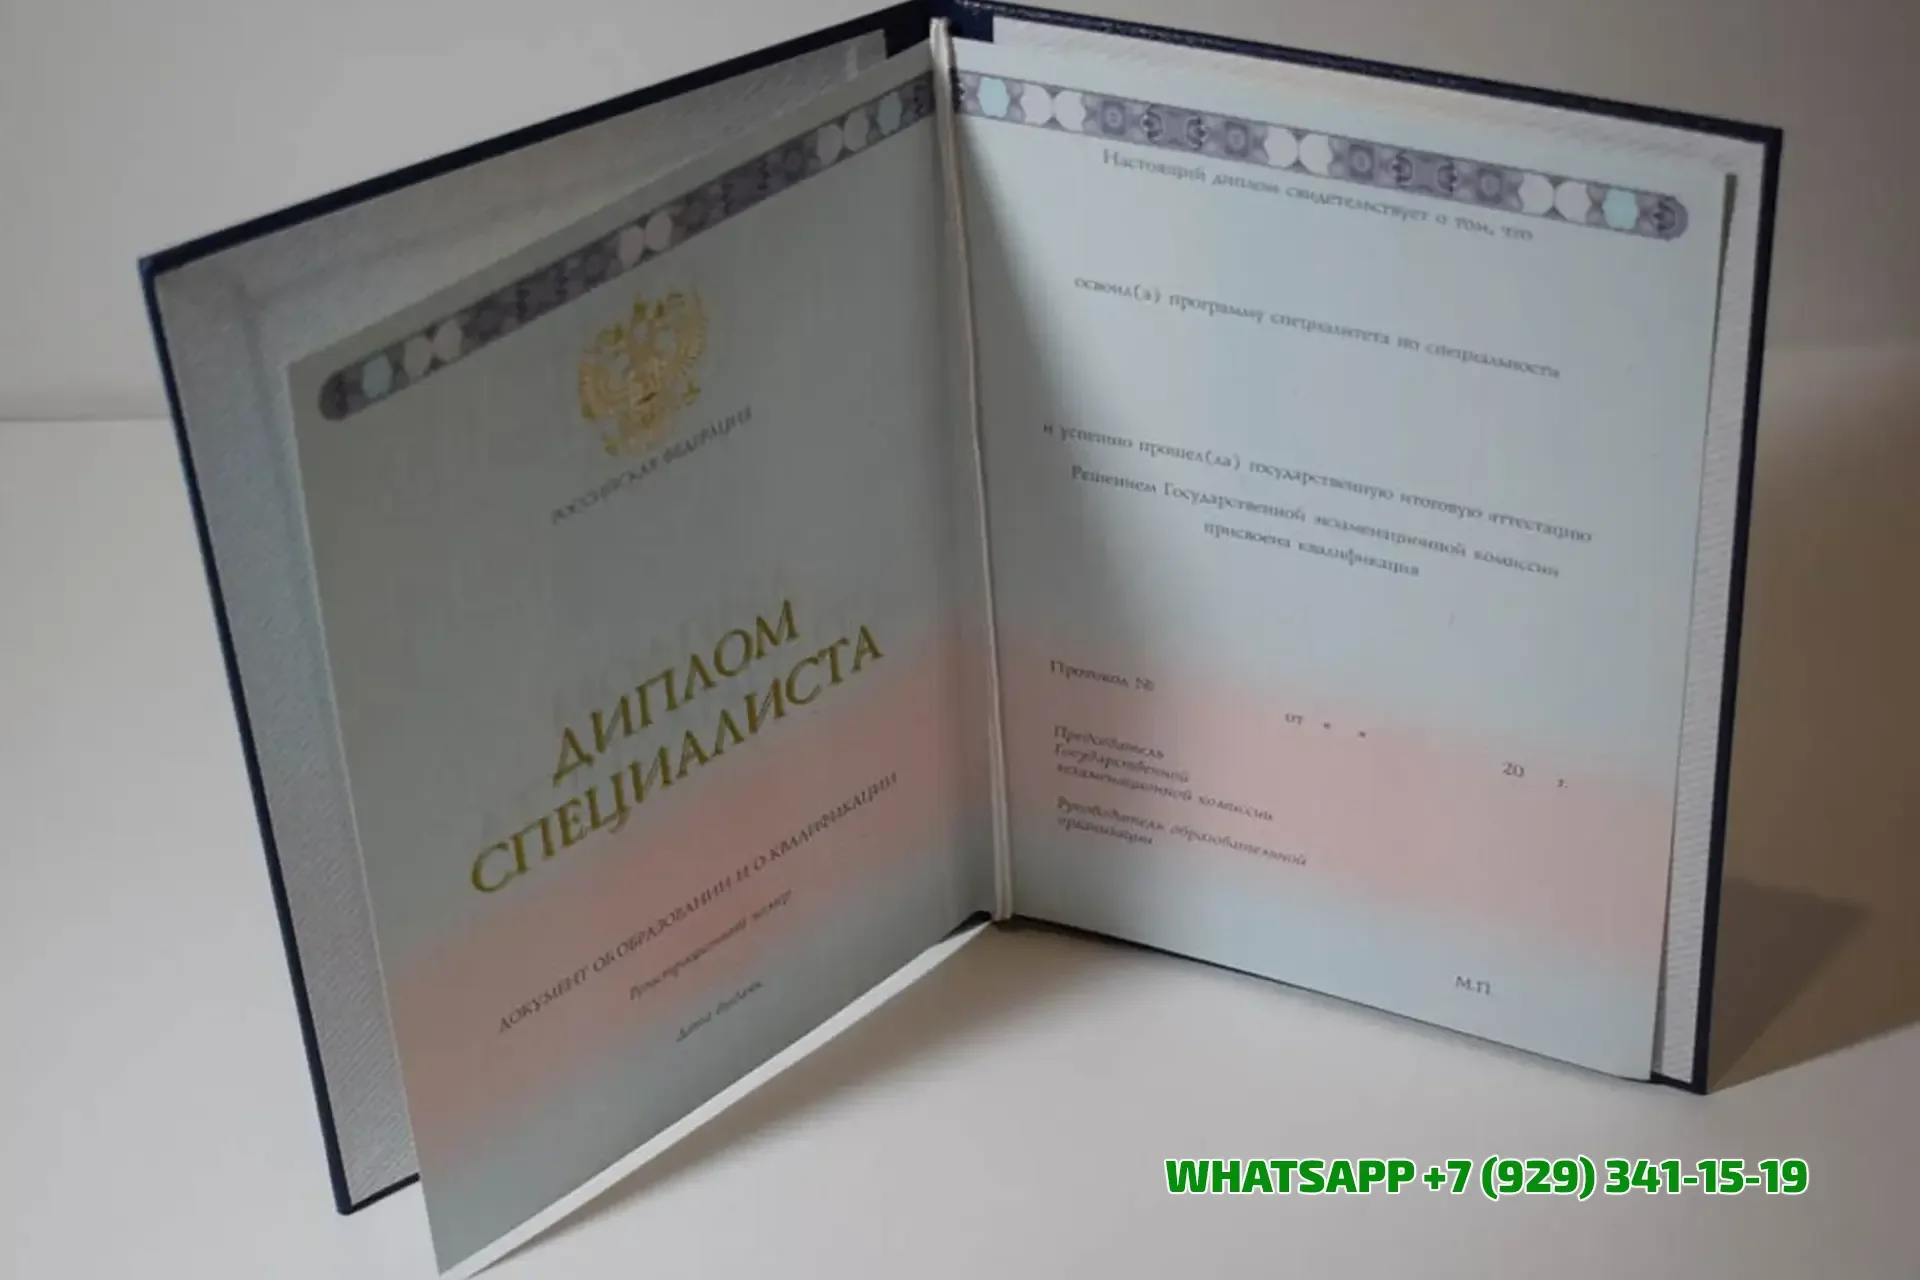 РОССИЙСКАЯ ФЕДЕРАЦИЯ
ДИПЛОМ
СПЕЦИАЛИСТА
ДОКУМЕНТ ОБ ОБРАЗОВАНИИ И О КВАЛИФИКАЦИИ
Регистрационный номер
Дата выдачи
Настоящий диплом свидетельствует о том, что
освоил(а) программу специалитета по специальности
и успешно прошел(ла) государственную итоговую аттестацию
Решением Государственной экзаменационной комиссии
присвоена квалификация
Протокол №
от « »
20 г.
Председатель
Государственной
экзаменационной комиссии
Руководитель образовательной
организации
М.П.
WHATSAPP +7 (929) 341-15-19